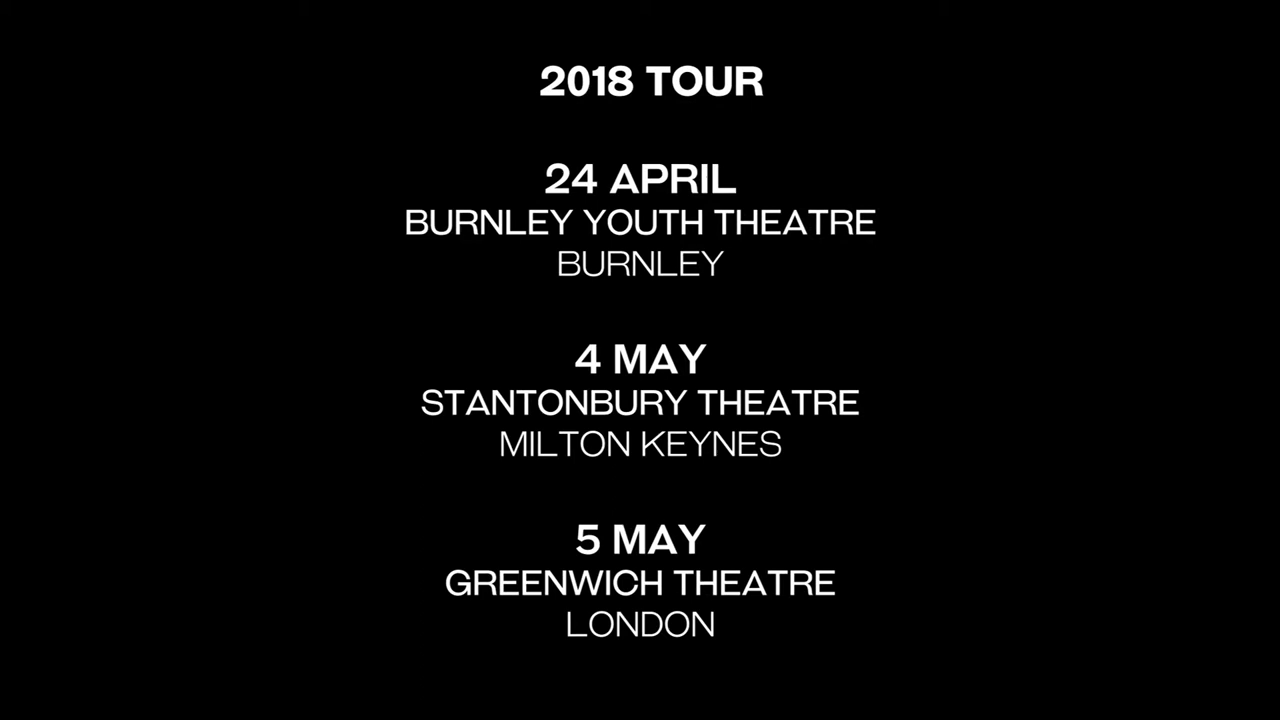 2018 TOUR
24 APRIL
BURNLEY YOUTH THEATRE
BURNLEY
4 MAY
STANTONBURY THEATRE
MILTON KEYNES
5 MAY
GREENWICH THEATRE
LONDON